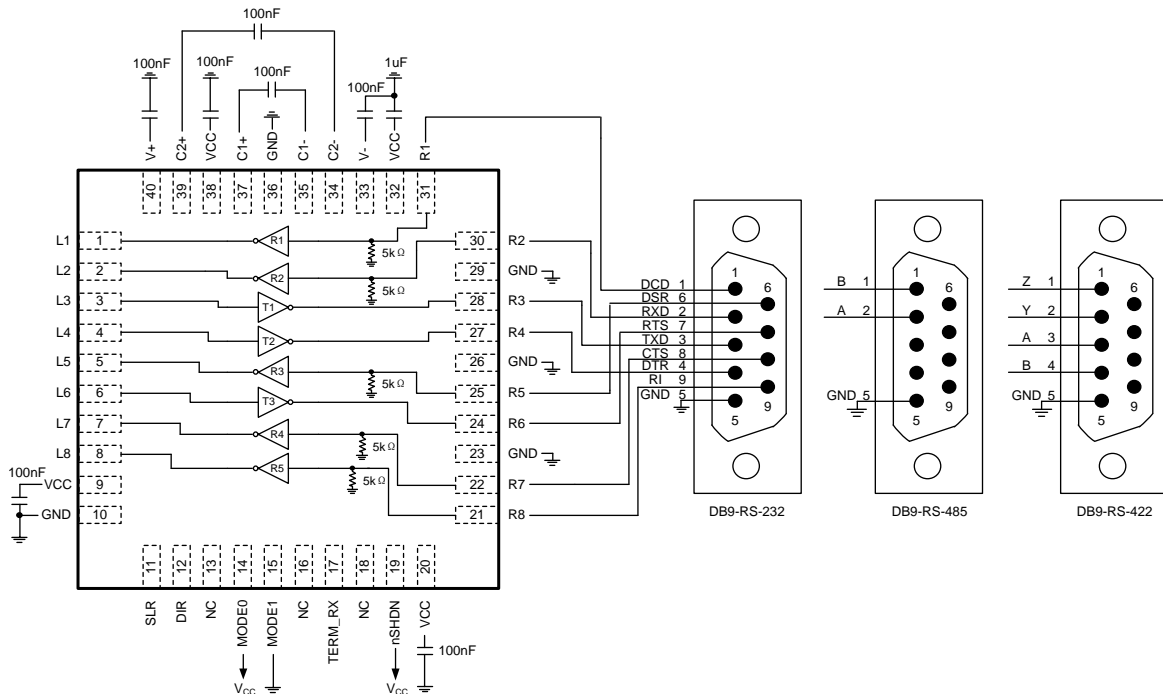 100nF
100nF
100nF
100nF
100nF
1uF
V+
C2+
VCC
C1+
GND
C1-
C2-
V-
VCC
R1
40
39
38
37
36
35
34
33
32
31
L1 1 R1 5kΩ 30 R2
L2 2 R2 5kΩ 29 GND
L3 3 T1 28 R3
L4 4 T2 27 R4
L5 5 R3 5kΩ 26 GND
L6 6 T3 25 R5
L7 7 R4 5kΩ 24 R6
L8 8 R5 5kΩ 23 GND
100nF
VCC 9 22 R7
GND 10 21 R8
11
12
13
14
15
16
17
18
19
20
SLR
DIR
NC
MODE0
MODE1
NC
TERM_RX
NC
nSHDN
VCC
100nF
VCC
VCC
DCD 1
DSR 6
RXD 2
RTS 7
TXD 3
CTS 8
DTR 4
RI 9
GND 5
1
6
5
9
DB9-RS-232
B 1
A 2
GND 5
1
6
5
9
DB9-RS-485
Z 1
Y 2
A 3
B 4
GND 5
1
6
5
9
DB9-RS-422